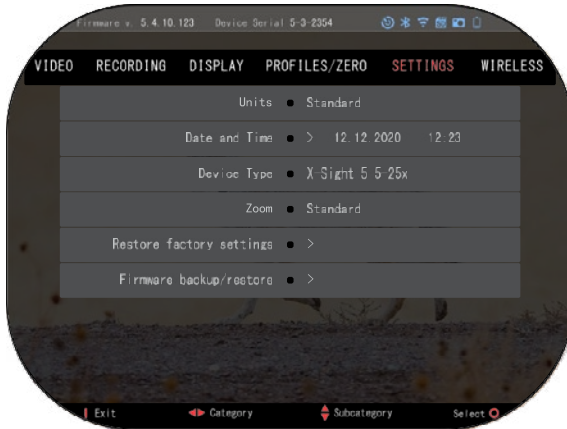 Firmware v. 5.4.10.123 Device Serial 5-3-2354
VIDEO RECORDING DISPLAY PROFILES/ZERO SETTINGS WIRELESS
Units • Standard
Date and Time • > 12.12.2020 12:23
Device Type • X-Sight 5 5-25x
Zoom • Standard
Restore factory settings • >
Firmware backup/restore • >
Exit Category Subcategory Select